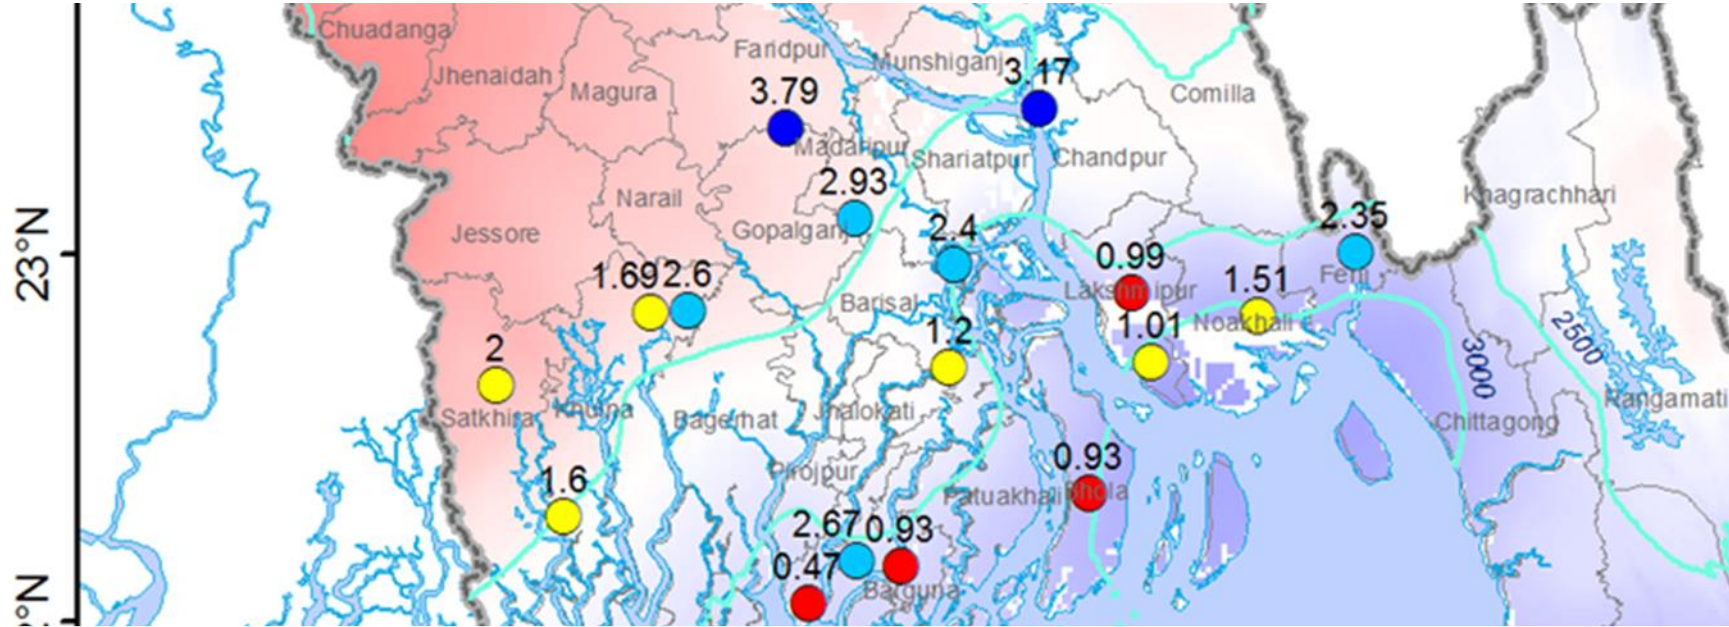 Chuadanga
Faridpur
Munshiganj
Jhenaidah
3.17
Magura
3.79
Comilla
Madaripur
Shariatpur
Chandpur
2.93
Narail
Khagrachhari
2.35
Jessore
Gopalganj
2.4
23°N
0.99
1.69
2.6
Feni
1.51
Lakshmipur
Barisal
1.01
Noakhali
1.2
2500
2
3000
Satkhira
Khulna
Bagerhat
Jhalokati
Rangamati
Chittagong
0.93
Pirojpur
1.6
Patuakhali
Bhola
2.67
0.93
0.47
Barguna
2°N